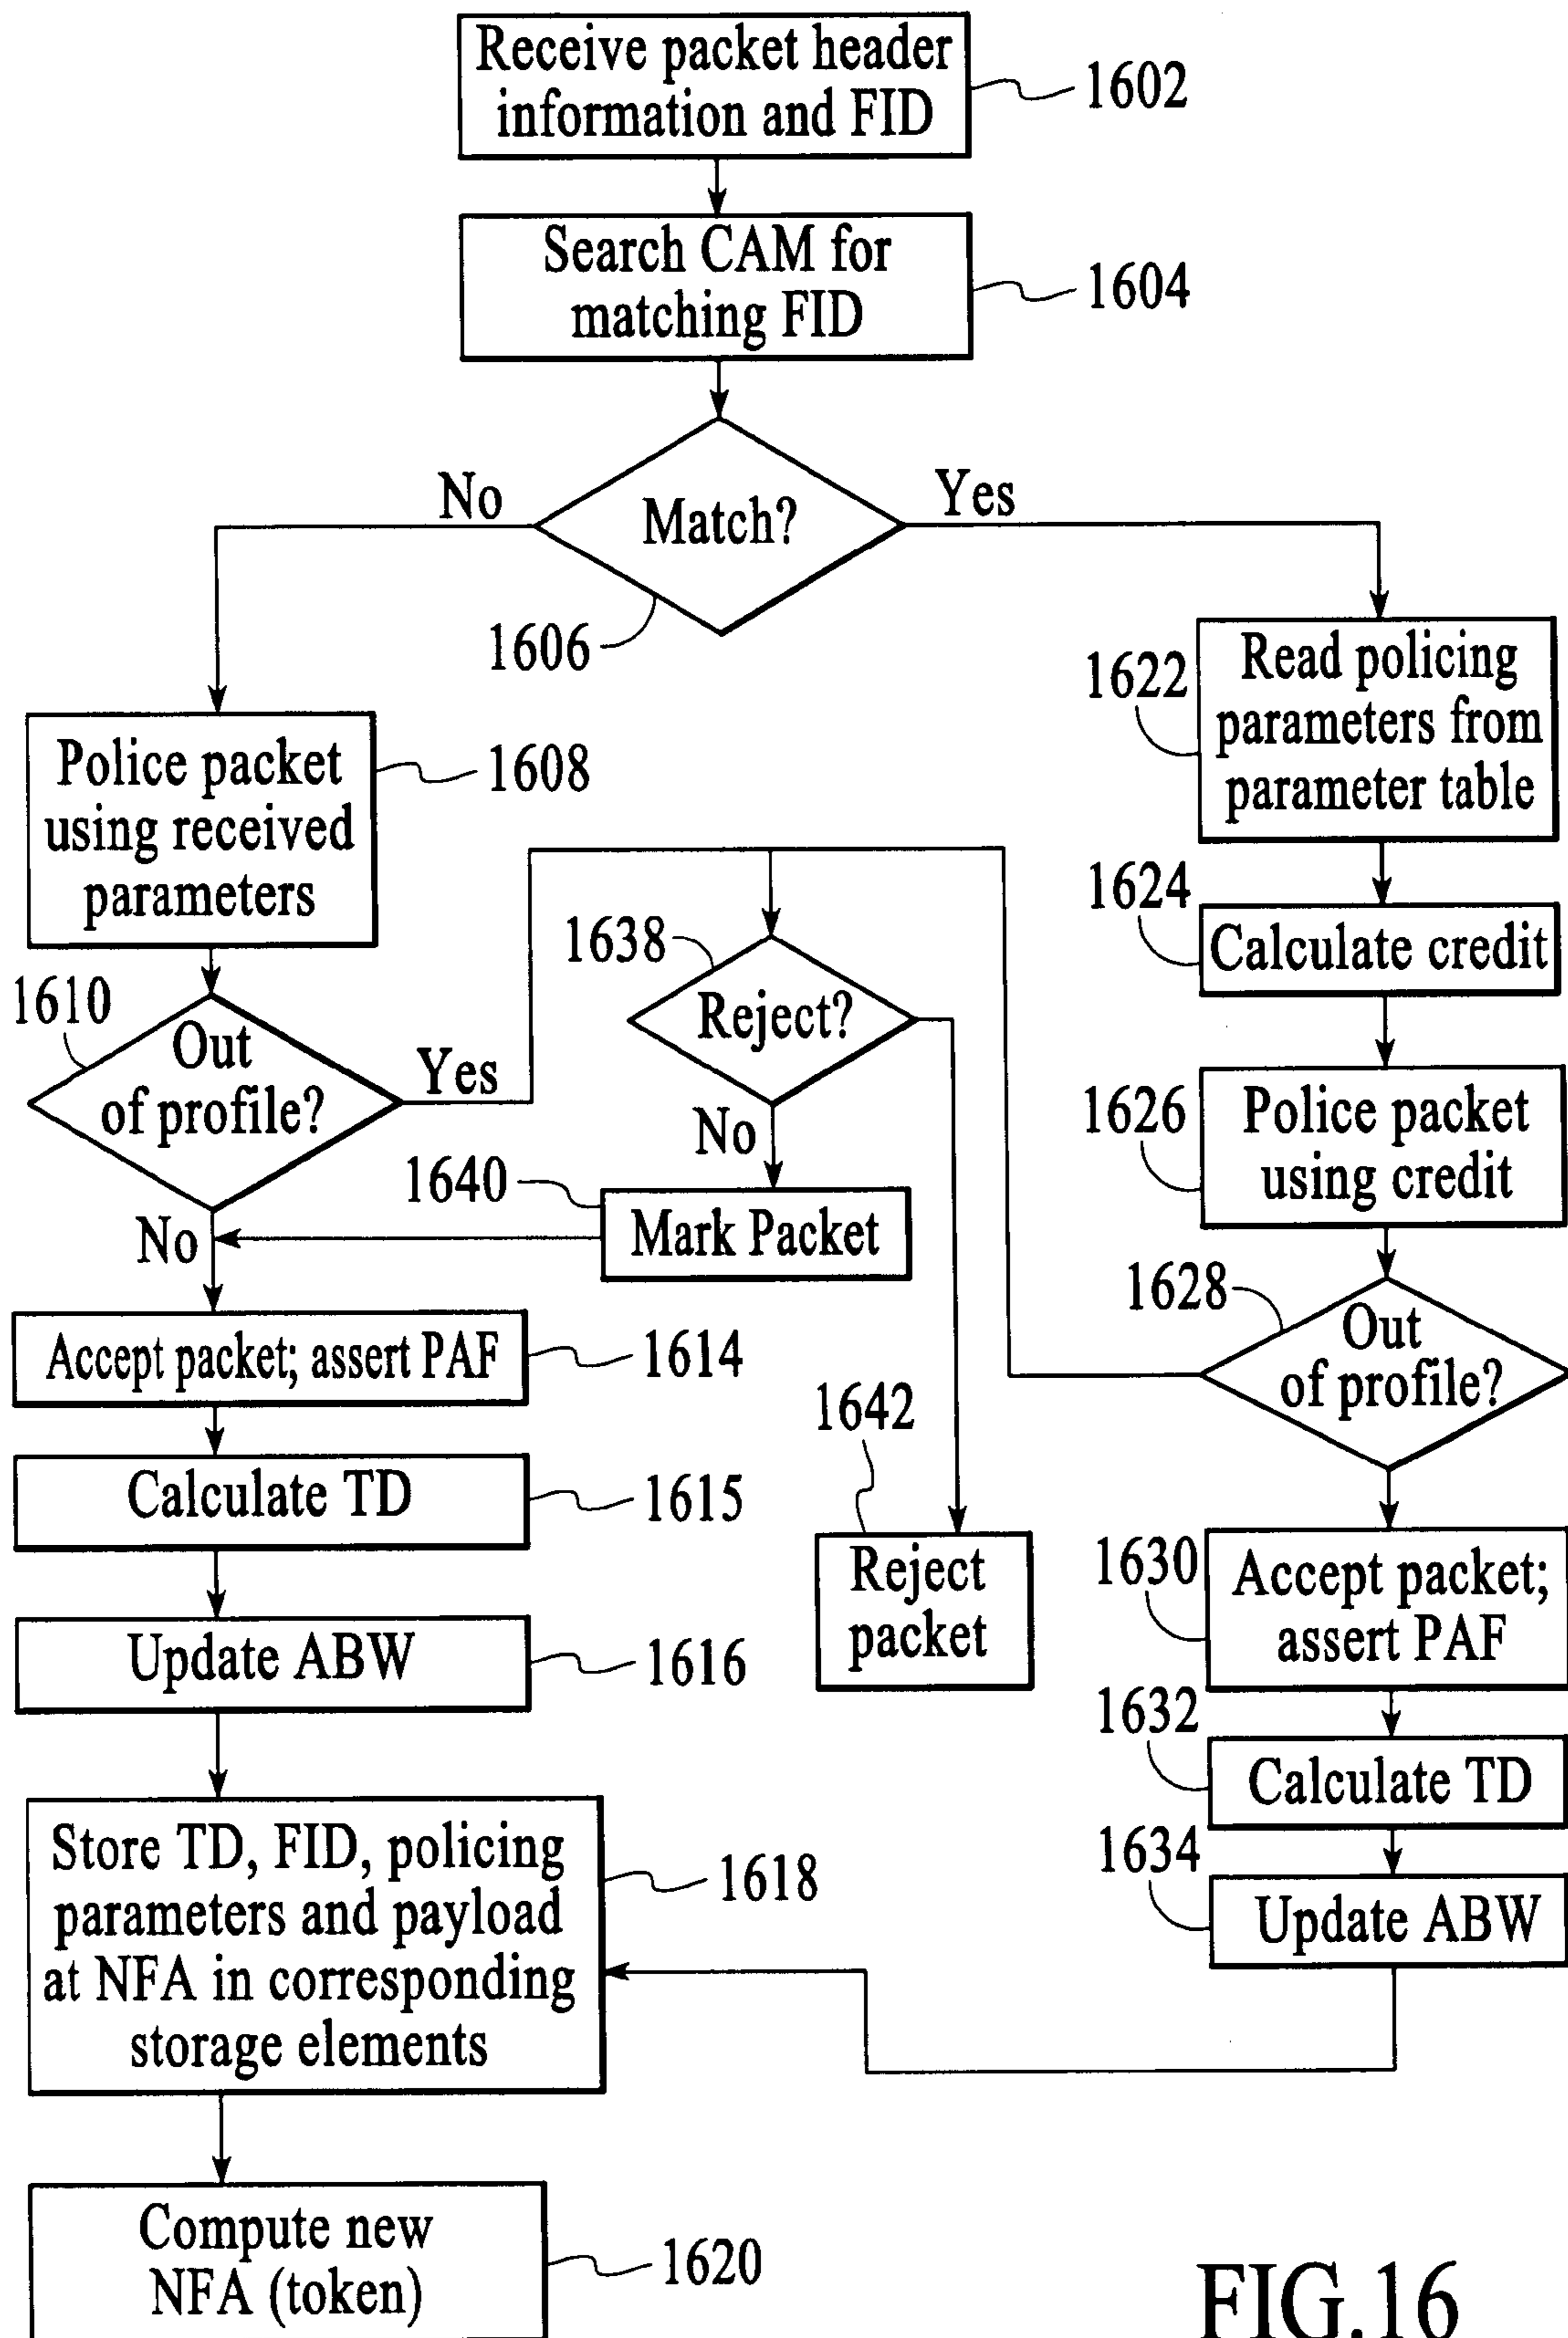 Receive packet header
information and FID
1602
Search CAM for
matching FID
1604
No
Match?
Yes
1606
1622
Read policing
parameters from
parameter table
Police packet
using received
parameters
1608
1624
Calculate credit
1638
Reject?
1610
Out
of profile?
Yes
1626
Police packet
using credit
No
1640
Mark Packet
No
1628
Out
of profile?
Accept packet; assert PAF
1614
1642
Reject
packet
Calculate TD
1615
1630
Accept packet;
assert PAF
Update ABW
1616
1632
Calculate TD
1634
Update ABW
Store TD, FID, policing
parameters and payload
at NFA in corresponding
storage elements
1618
Compute new
NFA (token)
1620
FIG.16